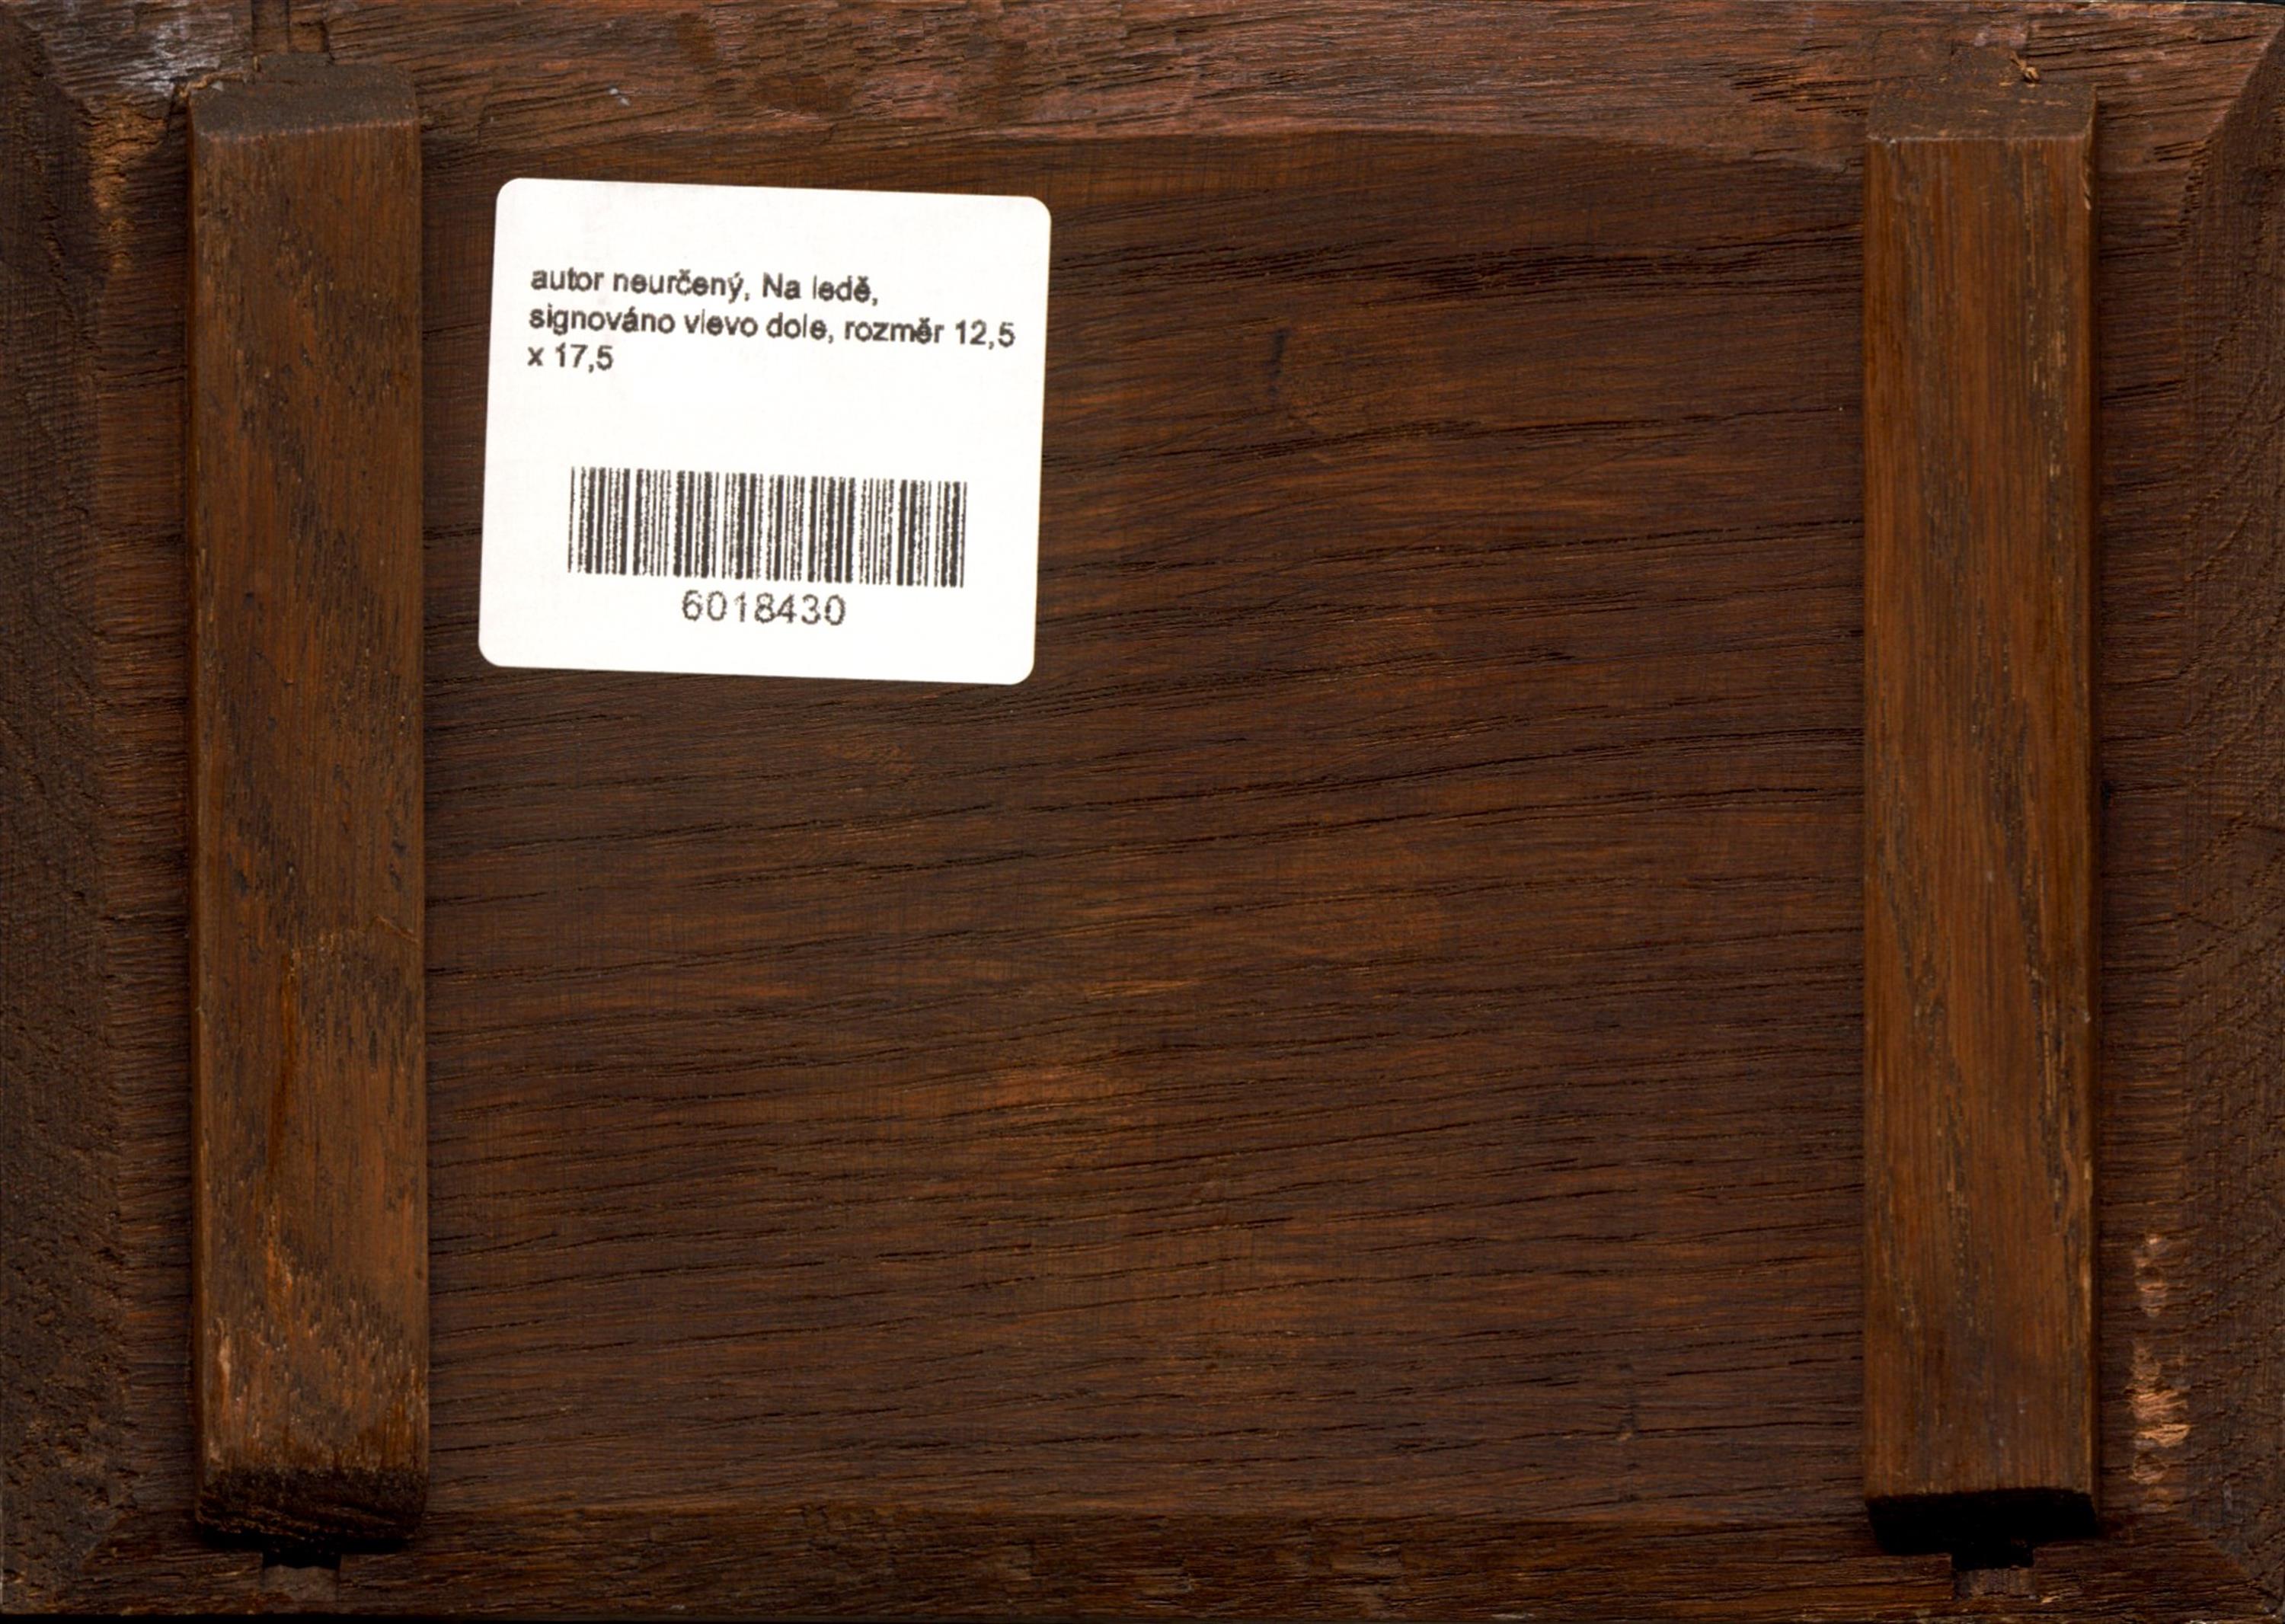 autor neurčený, Na ledě,
signováno vlevo dole, rozměr 12,5
x 17,5
6018430